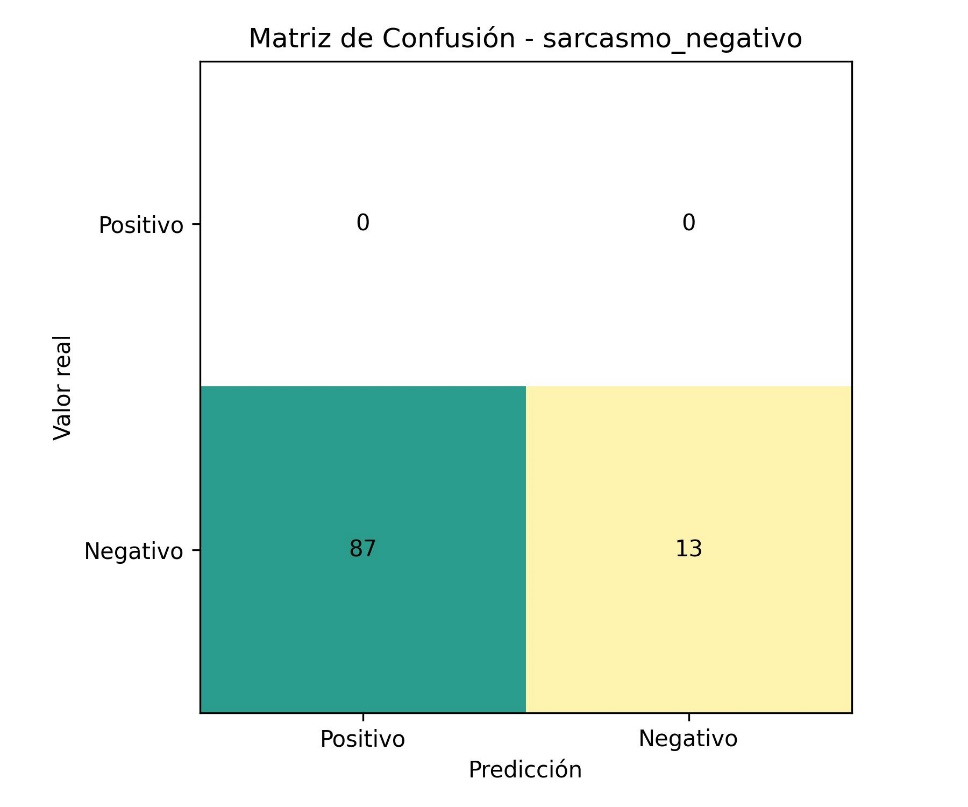 Matriz de Confusión - sarcasmo_negativo
Positivo
0
0
Valor real
Negativo
87
13
Positivo
Negativo
Predicción